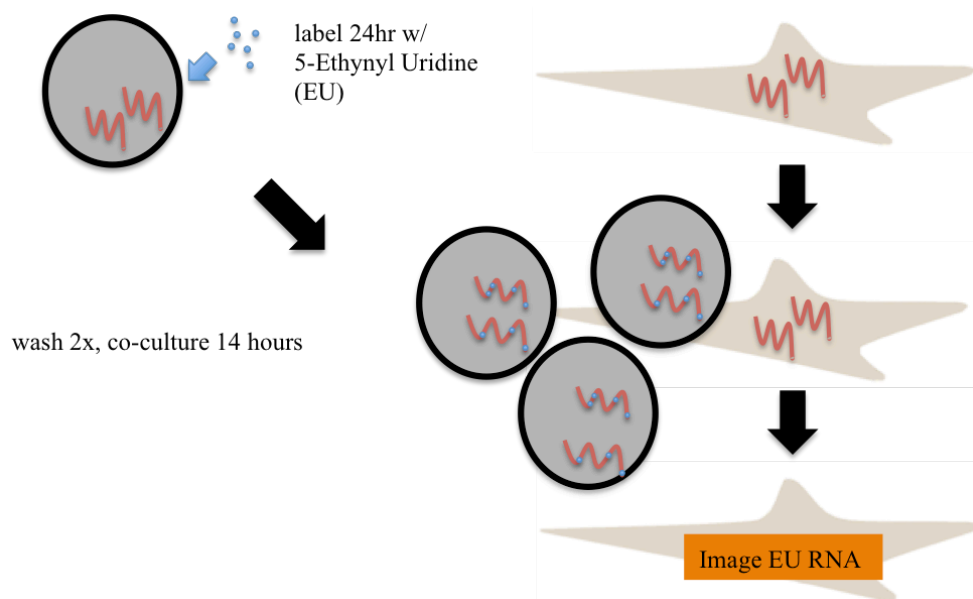 label 24hr w/
5-Ethynyl Uridine
(EU)
wash 2x, co-culture 14 hours
Image EU RNA